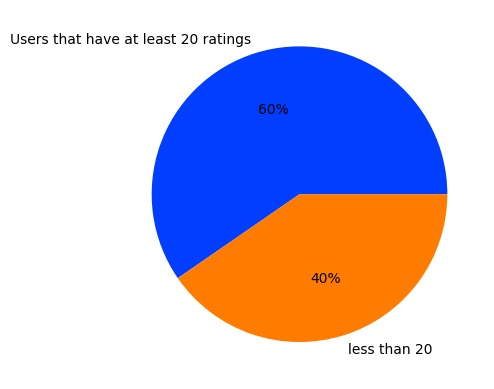 Users that have at least 20 ratings
60%
40%
less than 20